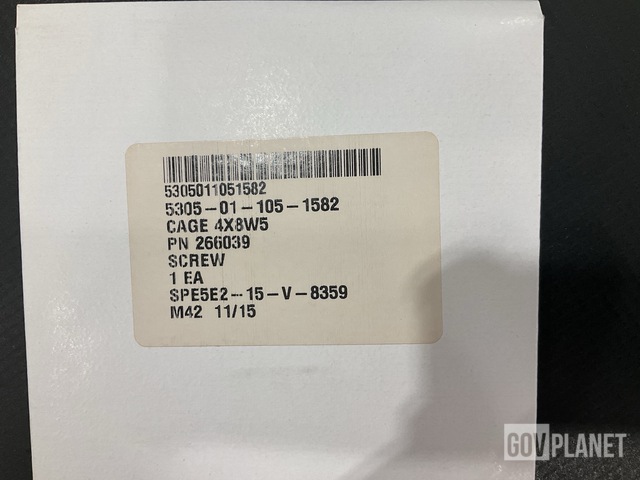 5305011051582
5305-01-105-1582
CAGE 4X8W5
PN 266039
SCREW
1 EA
SPE5E2-15-V-8359
M42 11/15
GOVPLANET